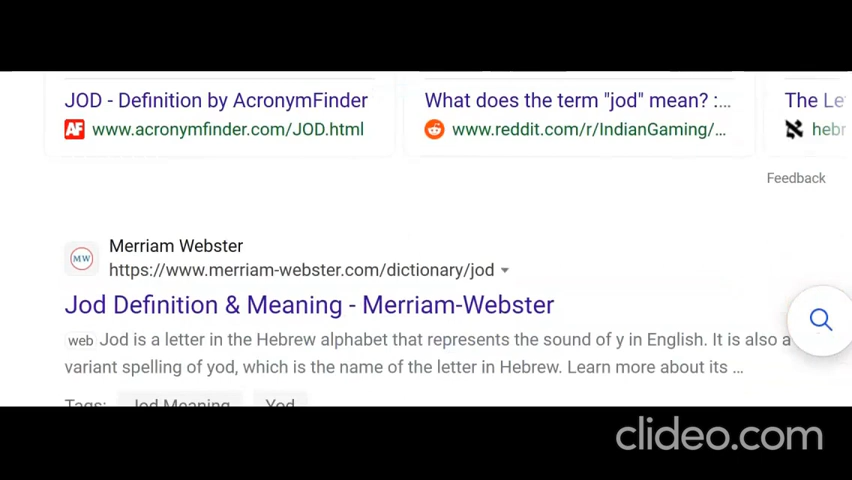 JOD - Definition by AcronymFinder
AF www.acronymfinder.com/JOD.html
What does the term "jod" mean? :...
www.reddit.com/r/IndianGaming/...
The Le
hebr
Feedback
MW
Merriam Webster
https://www.merriam-webster.com/dictionary/jod
Jod Definition & Meaning - Merriam-Webster
web Jod is a letter in the Hebrew alphabet that represents the sound of y in English. It is also a
variant spelling of yod, which is the name of the letter in Hebrew. Learn more about its ...
Tags: Jod Meaning Yod
clideo.com